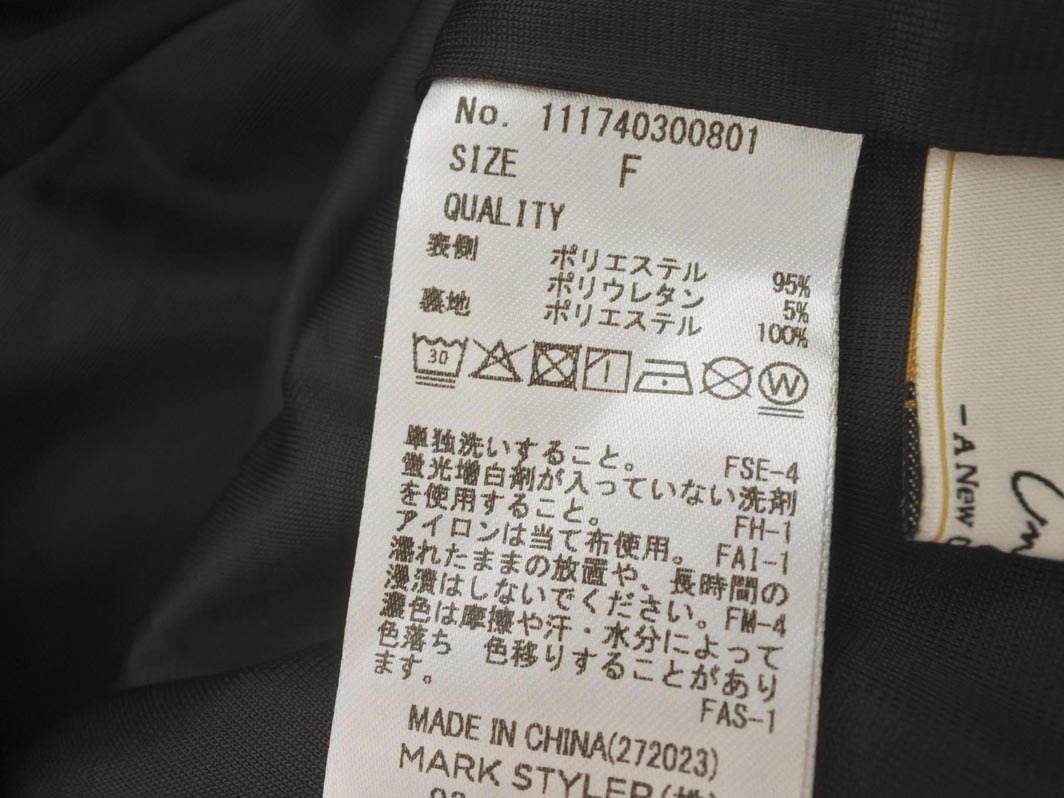 No. 111740300801
SIZE F
QUALITY
表側 ポリエステル 95%
ポリウレタン 5%
裏地 ポリエステル 100%
30
W
単独洗いすること。 FSE-4
蛍光増白剤が入っていない洗剤
を使用すること。 FH-1
アイロンは当て布使用。 FAI-1
濡れたままの放置や、長時間の
浸漬はしないでください。FM-4
濃色は摩擦や汗・水分によって
色落ち 色移りすることがあり
ます。 FAS-1
MADE IN CHINA(272023)
MARK STYLER(株)
- A New